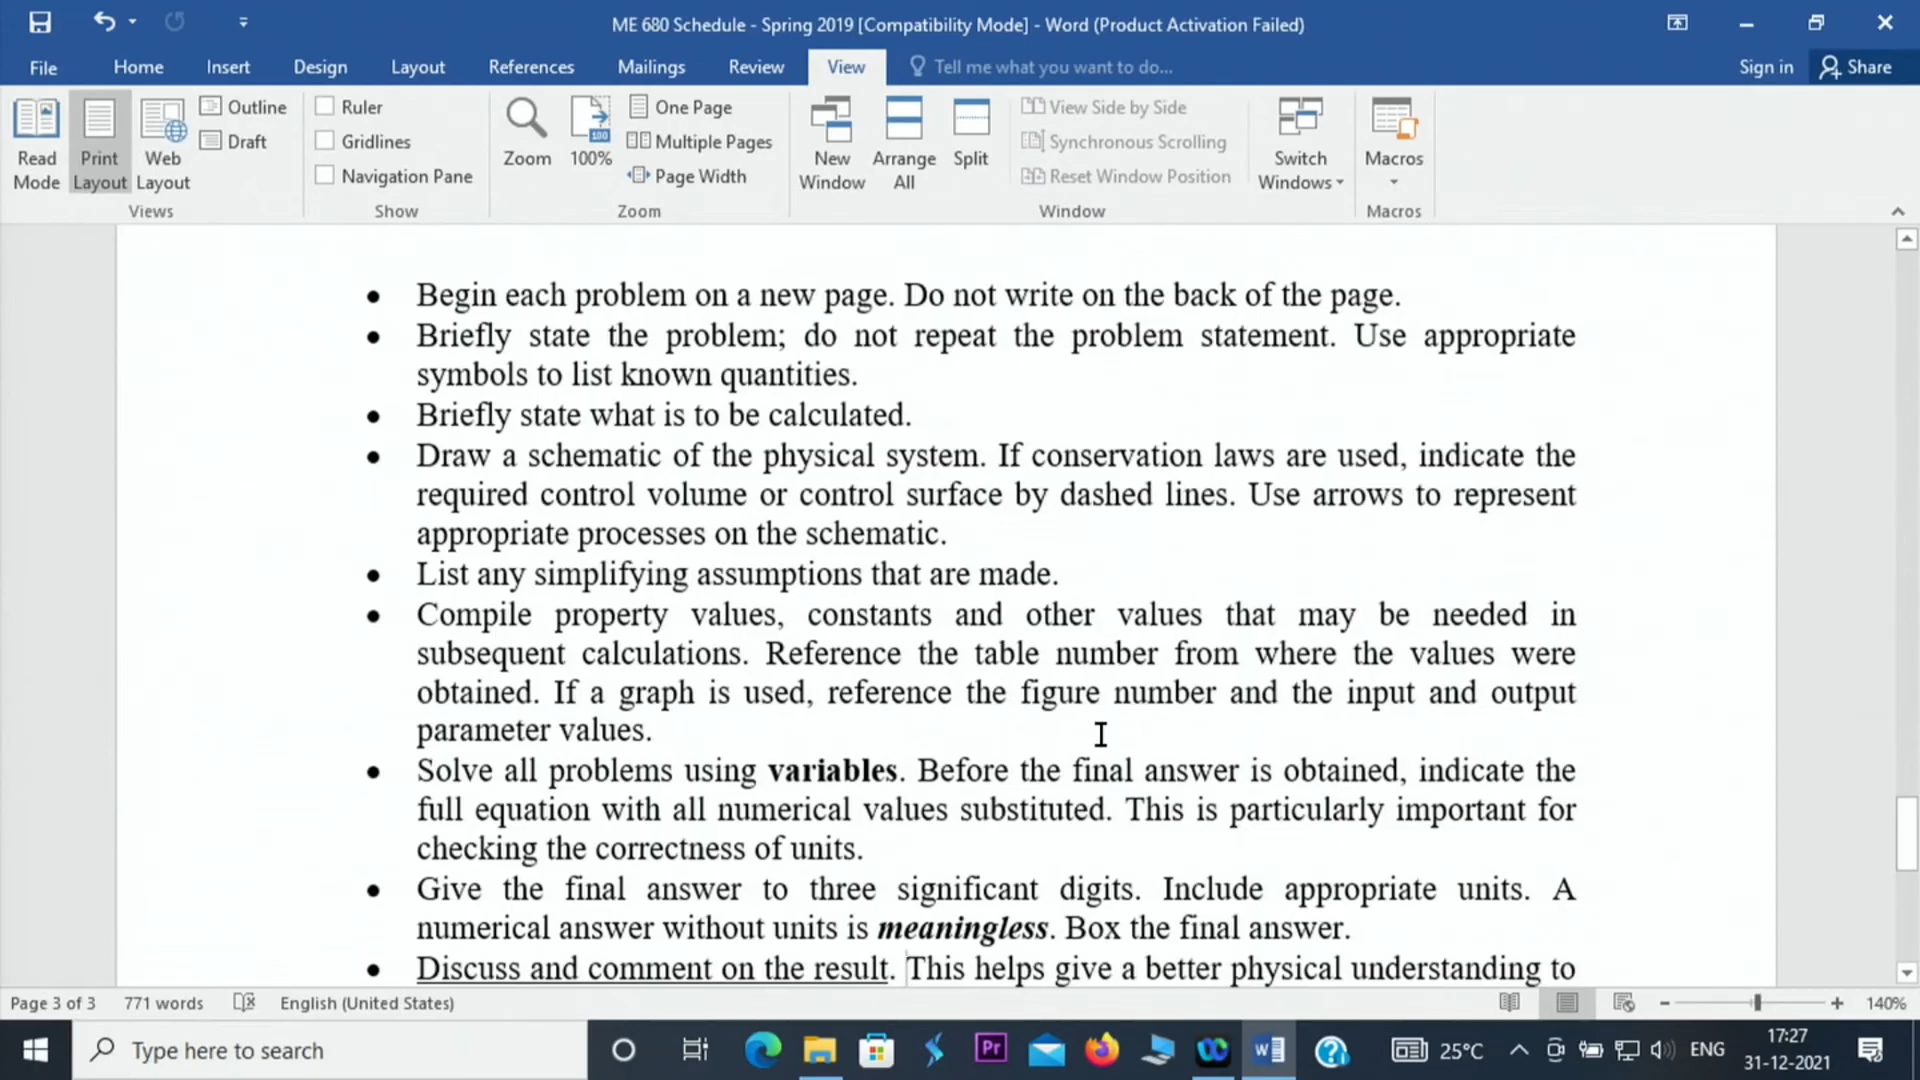 ME 680 Schedule - Spring 2019 [Compatibility Mode] - Word (Product Activation Failed)
File Home Insert Design Layout References Mailings Review View Tell me what you want to do... Sign in Share
Read Mode
Print Layout
Web Layout
Outline
Draft
Views
Ruler
Gridlines
Navigation Pane
Show
Zoom
100
100%
One Page
Multiple Pages
Page Width
Zoom
New Window
Arrange All
Split
View Side by Side
Synchronous Scrolling
Reset Window Position
Window
Switch Windows
Macros
Macros
• Begin each problem on a new page. Do not write on the back of the page.
• Briefly state the problem; do not repeat the problem statement. Use appropriate
symbols to list known quantities.
• Briefly state what is to be calculated.
• Draw a schematic of the physical system. If conservation laws are used, indicate the
required control volume or control surface by dashed lines. Use arrows to represent
appropriate processes on the schematic.
• List any simplifying assumptions that are made.
• Compile property values, constants and other values that may be needed in
subsequent calculations. Reference the table number from where the values were
obtained. If a graph is used, reference the figure number and the input and output
parameter values.
• Solve all problems using variables. Before the final answer is obtained, indicate the
full equation with all numerical values substituted. This is particularly important for
checking the correctness of units.
• Give the final answer to three significant digits. Include appropriate units. A
numerical answer without units is meaningless. Box the final answer.
• Discuss and comment on the result. This helps give a better physical understanding to
Page 3 of 3 771 words English (United States) 140%
Type here to search Pr 25°C ENG 17:27
31-12-2021